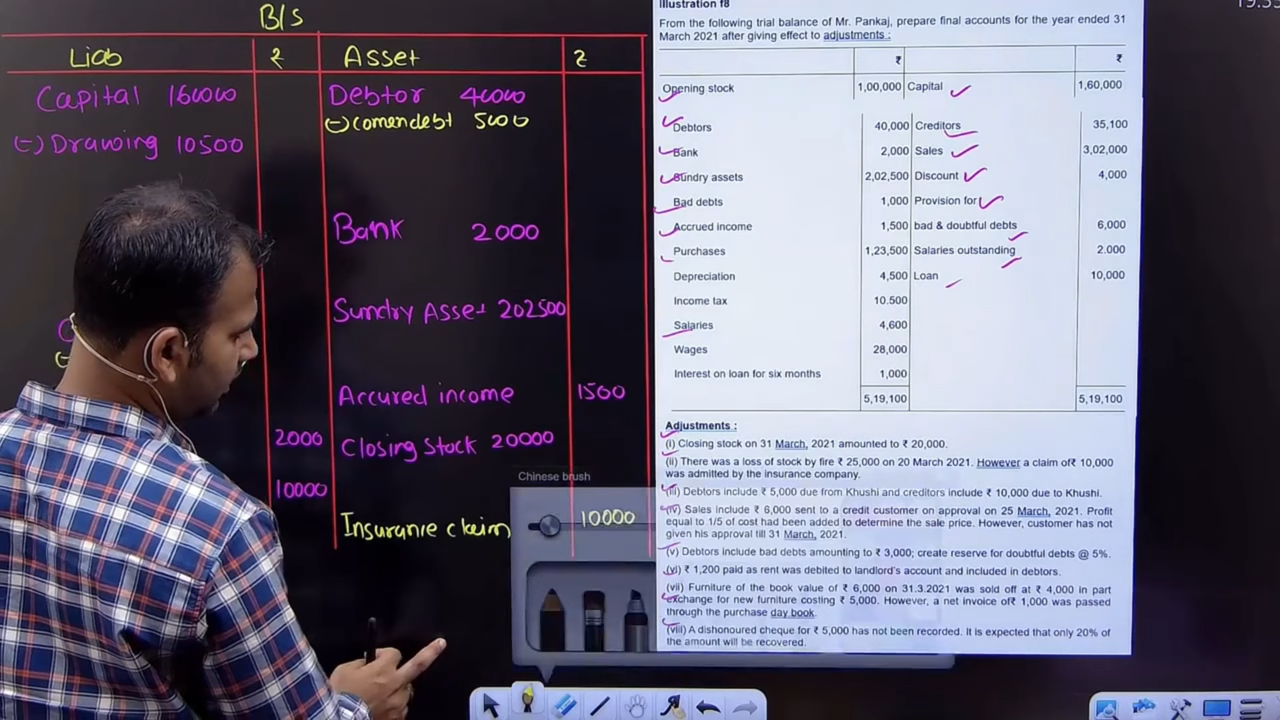 B/S
Liab ₹ Asset ₹
Capital 160000 Debtor 40000
(-) Drawing 10500 (-) comen debt 5000
Bank 2000
Sundry Asset 202500
Accured income 1500
2000 Closing Stock 20000
10000
Insuranie claim 10000
Chinese brush
Illustration f8
From the following trial balance of Mr. Pankaj, prepare final accounts for the year ended 31
March 2021 after giving effect to adjustments :
₹ ₹
Opening stock 1,00,000 Capital 1,60,000
Debtors 40,000 Creditors 35,100
Bank 2,000 Sales 3,02,000
Sundry assets 2,02,500 Discount 4,000
Bad debts 1,000 Provision for
Accrued income 1,500 bad & doubtful debts 6,000
Purchases 1,23,500 Salaries outstanding 2.000
Depreciation 4,500 Loan 10,000
Income tax 10.500
Salaries 4,600
Wages 28,000
Interest on loan for six months 1,000
5,19,100 5,19,100
Adjustments :
(i) Closing stock on 31 March, 2021 amounted to ₹ 20,000.
(ii) There was a loss of stock by fire ₹ 25,000 on 20 March 2021. However a claim of₹ 10,000
was admitted by the insurance company.
(iii) Debtors include ₹ 5,000 due from Khushi and creditors include ₹ 10,000 due to Khushi.
(iv) Sales include ₹ 6,000 sent to a credit customer on approval on 25 March, 2021. Profit
equal to 1/5 of cost had been added to determine the sale price. However, customer has not
given his approval till 31 March, 2021.
(v) Debtors include bad debts amounting to ₹ 3,000; create reserve for doubtful debts @ 5%.
(vi) ₹ 1,200 paid as rent was debited to landlord's account and included in debtors.
(vii) Furniture of the book value of ₹ 6,000 on 31.3.2021 was sold off at ₹ 4,000 in part
exchange for new furniture costing ₹ 5,000. However, a net invoice of₹ 1,000 was passed
through the purchase day book.
(viii) A dishonoured cheque for ₹ 5,000 has not been recorded. It is expected that only 20% of
the amount will be recovered.